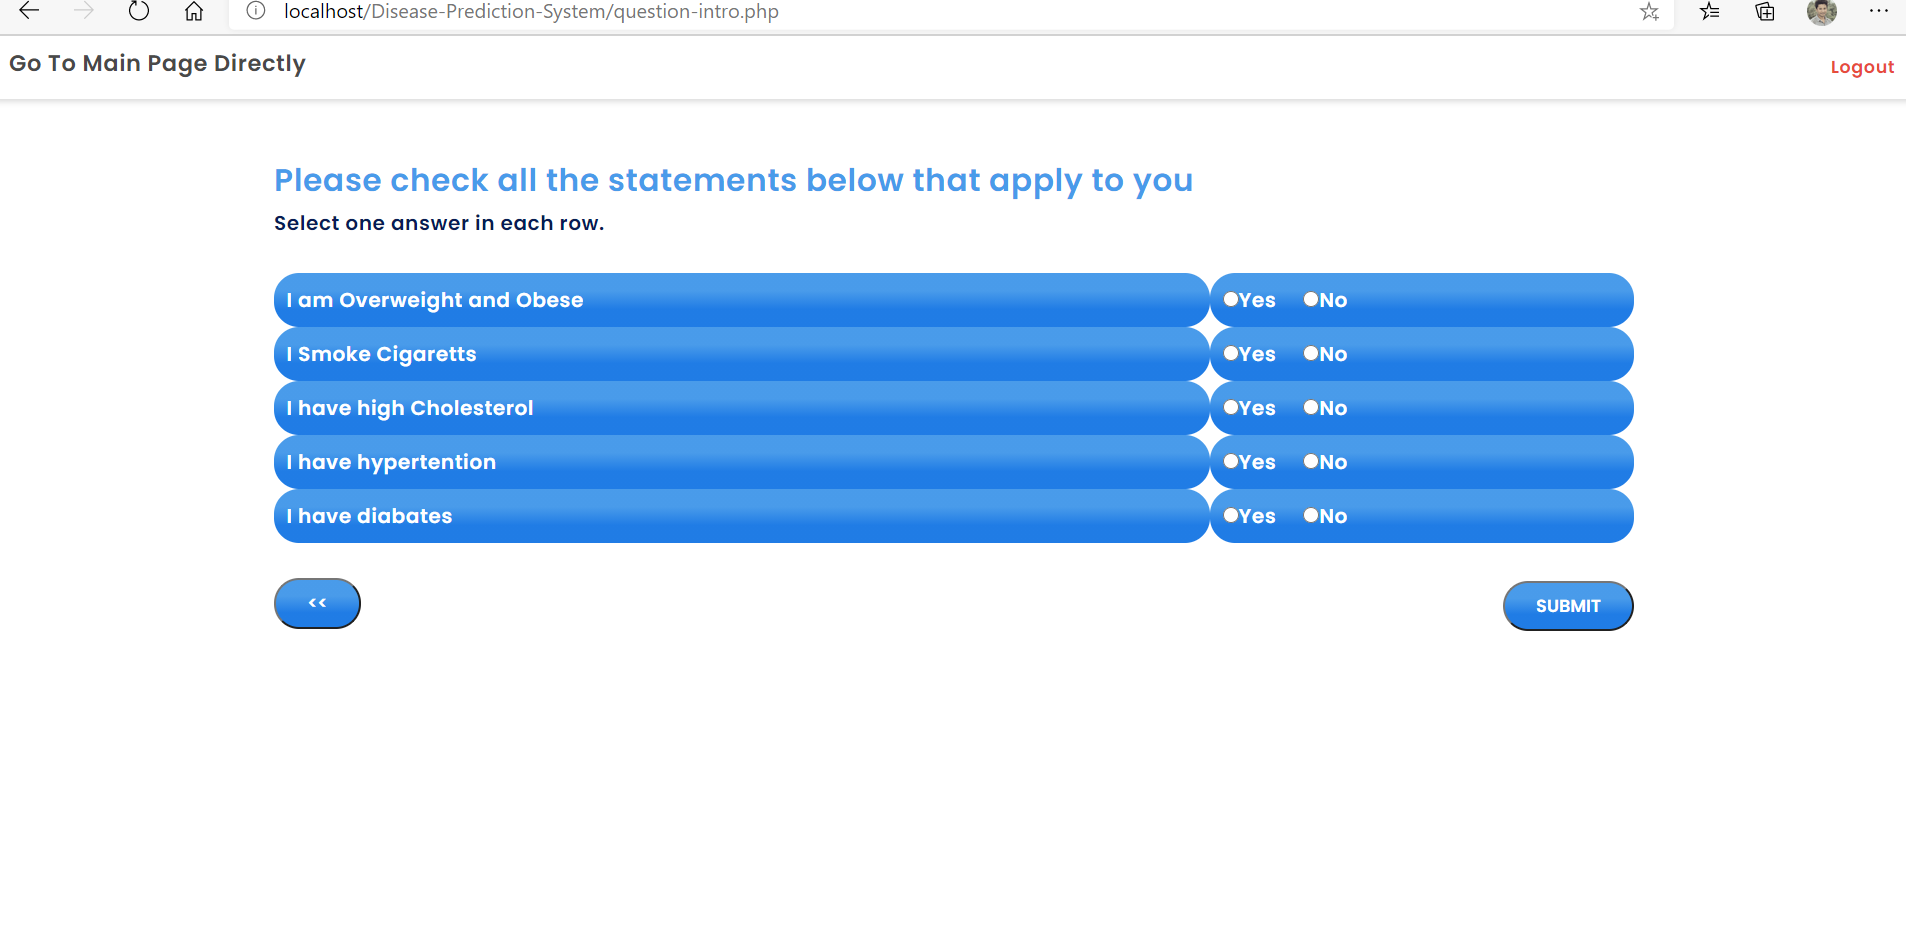 localhost/Disease-Prediction-System/question-intro.php
Go To Main Page Directly
Logout
Please check all the statements below that apply to you
Select one answer in each row.
I am Overweight and Obese Yes No
I Smoke Cigaretts Yes No
I have high Cholesterol Yes No
I have hypertention Yes No
I have diabates Yes No
<< SUBMIT